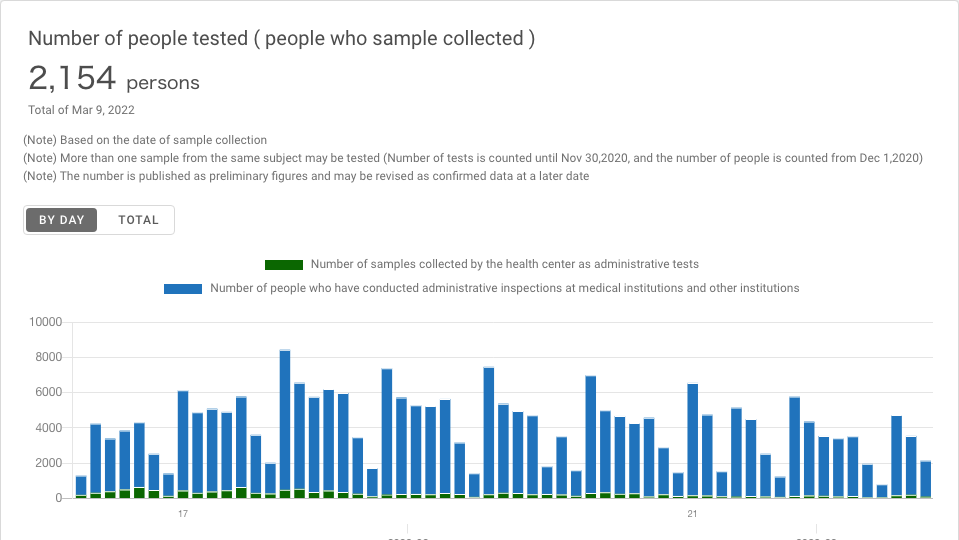 Number of people tested ( people who sample collected )
2,154 persons
Total of Mar 9, 2022
(Note) Based on the date of sample collection
(Note) More than one sample from the same subject may be tested (Number of tests is counted until Nov 30,2020, and the number of people is counted from Dec 1,2020)
(Note) The number is published as preliminary figures and may be revised as confirmed data at a later date
BY DAY TOTAL
Number of samples collected by the health center as administrative tests
Number of people who have conducted administrative inspections at medical institutions and other institutions
10000
8000
6000
4000
2000
0
17 21